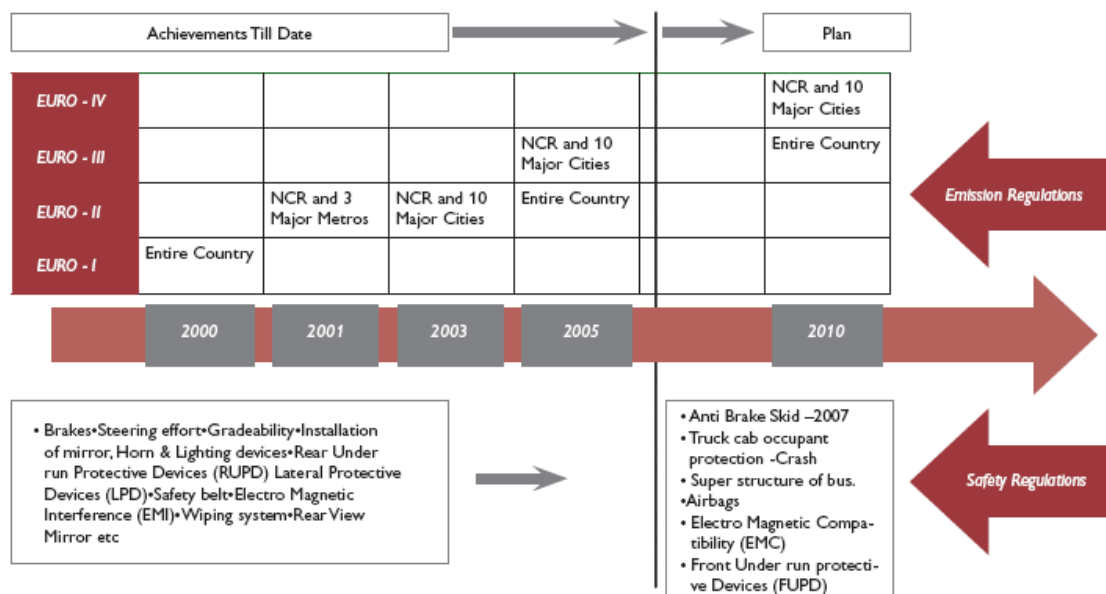 Achievements Till Date
Plan
EURO - IV
NCR and 10
Major Cities
EURO - III
NCR and 10
Major Cities
Entire Country
EURO - II
NCR and 3
Major Metros
NCR and 10
Major Cities
Entire Country
EURO - I
Entire Country
Emission Regulations
2000
2001
2003
2005
2010
• Brakes•Steering effort•Gradeability•Installation
of mirror, Horn & Lighting devices•Rear Under
run Protective Devices (RUPD) Lateral Protective
Devices (LPD)•Safety belt•Electro Magnetic
Interference (EMI)•Wiping system•Rear View
Mirror etc
• Anti Brake Skid –2007
• Truck cab occupant
protection -Crash
• Super structure of bus.
•Airbags
• Electro Magnetic Compa-
tibility (EMC)
• Front Under run protecti-
ve Devices (FUPD)
Safety Regulations